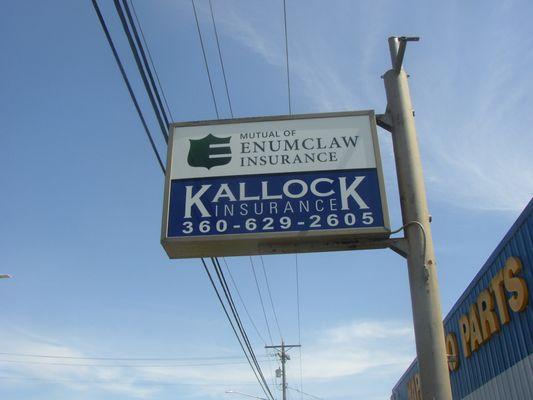 MUTUAL OF
ENUMCLAW
INSURANCE
KALLOCK
INSURANCE
360-629-2605
PARTS